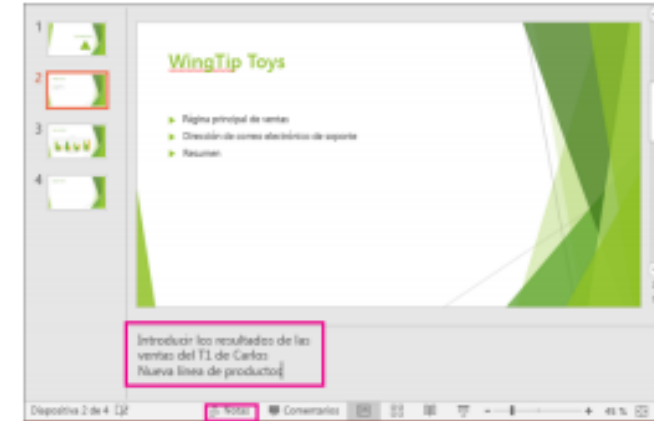 1
2
3
4
WingTip Toys
Página principal de ventas
Dirección de correo electrónico de soporte
Resumen
Introducir los resultados de las
ventas del T1 de Carlos
Nueva línea de productos
Diapositiva 2 de 4
Notas
Comentarios
- +